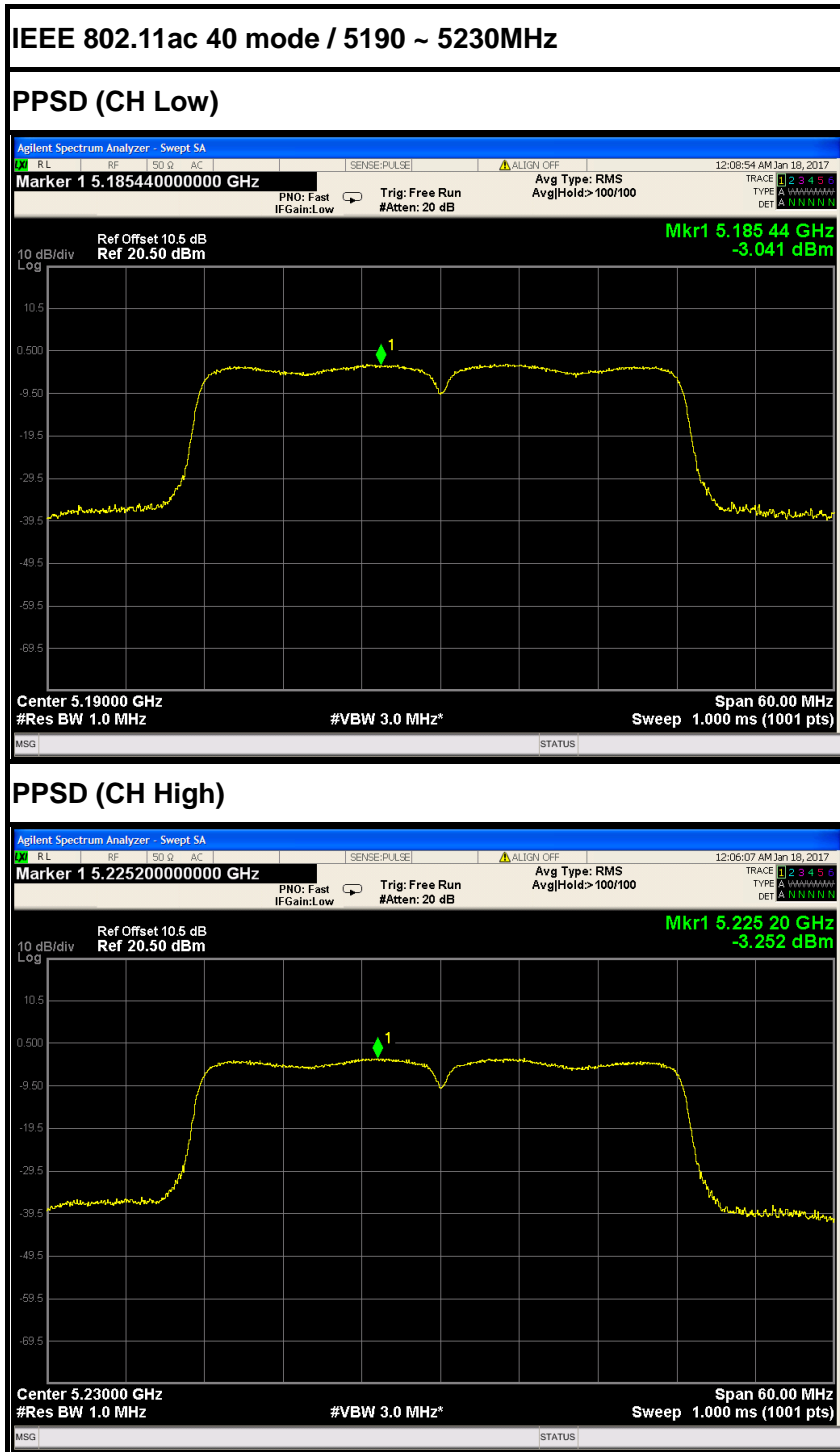 IEEE 802.11ac 40 mode / 5190 ~ 5230MHz
PPSD (CH Low)
Agilent Spectrum Analyzer - Swept SA
LXI RL RF 50 Ω AC SENSE:PULSE ALIGN OFF 12:08:54 AM Jan 18, 2017
Marker 1 5.185440000000 GHz
PNO: Fast
IFGain:Low
Trig: Free Run
#Atten: 20 dB
Avg Type: RMS
Avg|Hold:>100/100
TRACE 1 2 3 4 5 6
TYPE A WWWWW
DET A N N N N N
Mkr1 5.185 44 GHz
-3.041 dBm
Ref Offset 10.5 dB
10 dB/div Ref 20.50 dBm
Log
1
10.5
0.500
-9.50
-19.5
-29.5
-39.5
-49.5
-59.5
-69.5
Center 5.19000 GHz Span 60.00 MHz
#Res BW 1.0 MHz #VBW 3.0 MHz* Sweep 1.000 ms (1001 pts)
MSG STATUS
PPSD (CH High)
Agilent Spectrum Analyzer - Swept SA
LXI RL RF 50 Ω AC SENSE:PULSE ALIGN OFF 12:06:07 AM Jan 18, 2017
Marker 1 5.225200000000 GHz
PNO: Fast
IFGain:Low
Trig: Free Run
#Atten: 20 dB
Avg Type: RMS
Avg|Hold:>100/100
TRACE 1 2 3 4 5 6
TYPE A WWWWW
DET A N N N N N
Mkr1 5.225 20 GHz
-3.252 dBm
Ref Offset 10.5 dB
10 dB/div Ref 20.50 dBm
Log
1
10.5
0.500
-9.50
-19.5
-29.5
-39.5
-49.5
-59.5
-69.5
Center 5.23000 GHz Span 60.00 MHz
#Res BW 1.0 MHz #VBW 3.0 MHz* Sweep 1.000 ms (1001 pts)
MSG STATUS